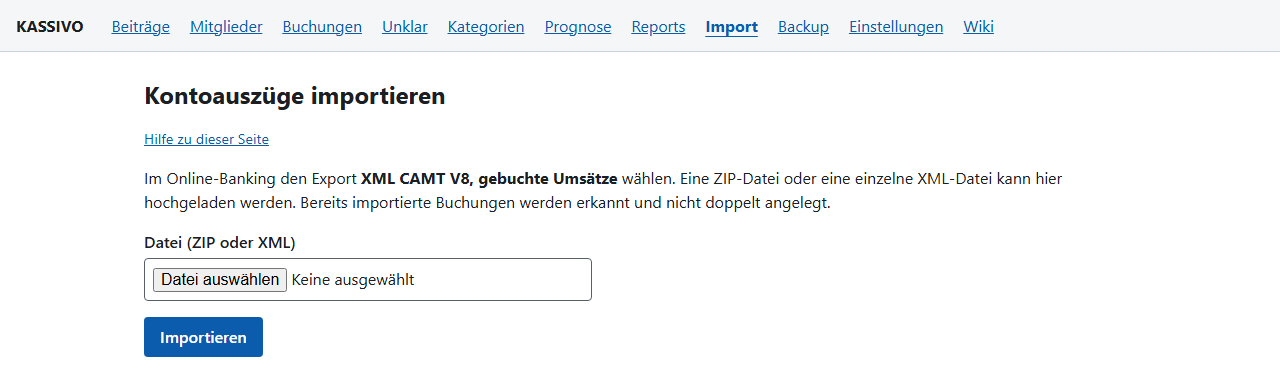 KASSIVO Beiträge Mitglieder Buchungen Unklar Kategorien Prognose Reports Import Backup Einstellungen Wiki
Kontoauszüge importieren
Hilfe zu dieser Seite
Im Online-Banking den Export XML CAMT V8, gebuchte Umsätze wählen. Eine ZIP-Datei oder eine einzelne XML-Datei kann hier
hochgeladen werden. Bereits importierte Buchungen werden erkannt und nicht doppelt angelegt.
Datei (ZIP oder XML)
Datei auswählen Keine ausgewählt
Importieren